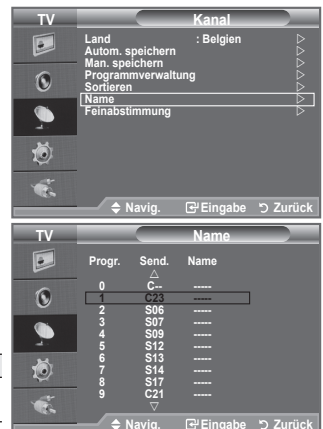 TV Kanal
Land : Belgien ▷
Autom. speichern ▷
Man. speichern ▷
Programmverwaltung ▷
Sortieren ▷
Name ▷
Feinabstimmung ▷
Navig. Eingabe Zurück
TV Name
Progr. Send. Name
△
0 C-- -----
1 C23 -----
2 S06 -----
3 S07 -----
4 S09 -----
5 S12 -----
6 S13 -----
7 S14 -----
8 S17 -----
9 C21 -----
▽
Navig. Eingabe Zurück